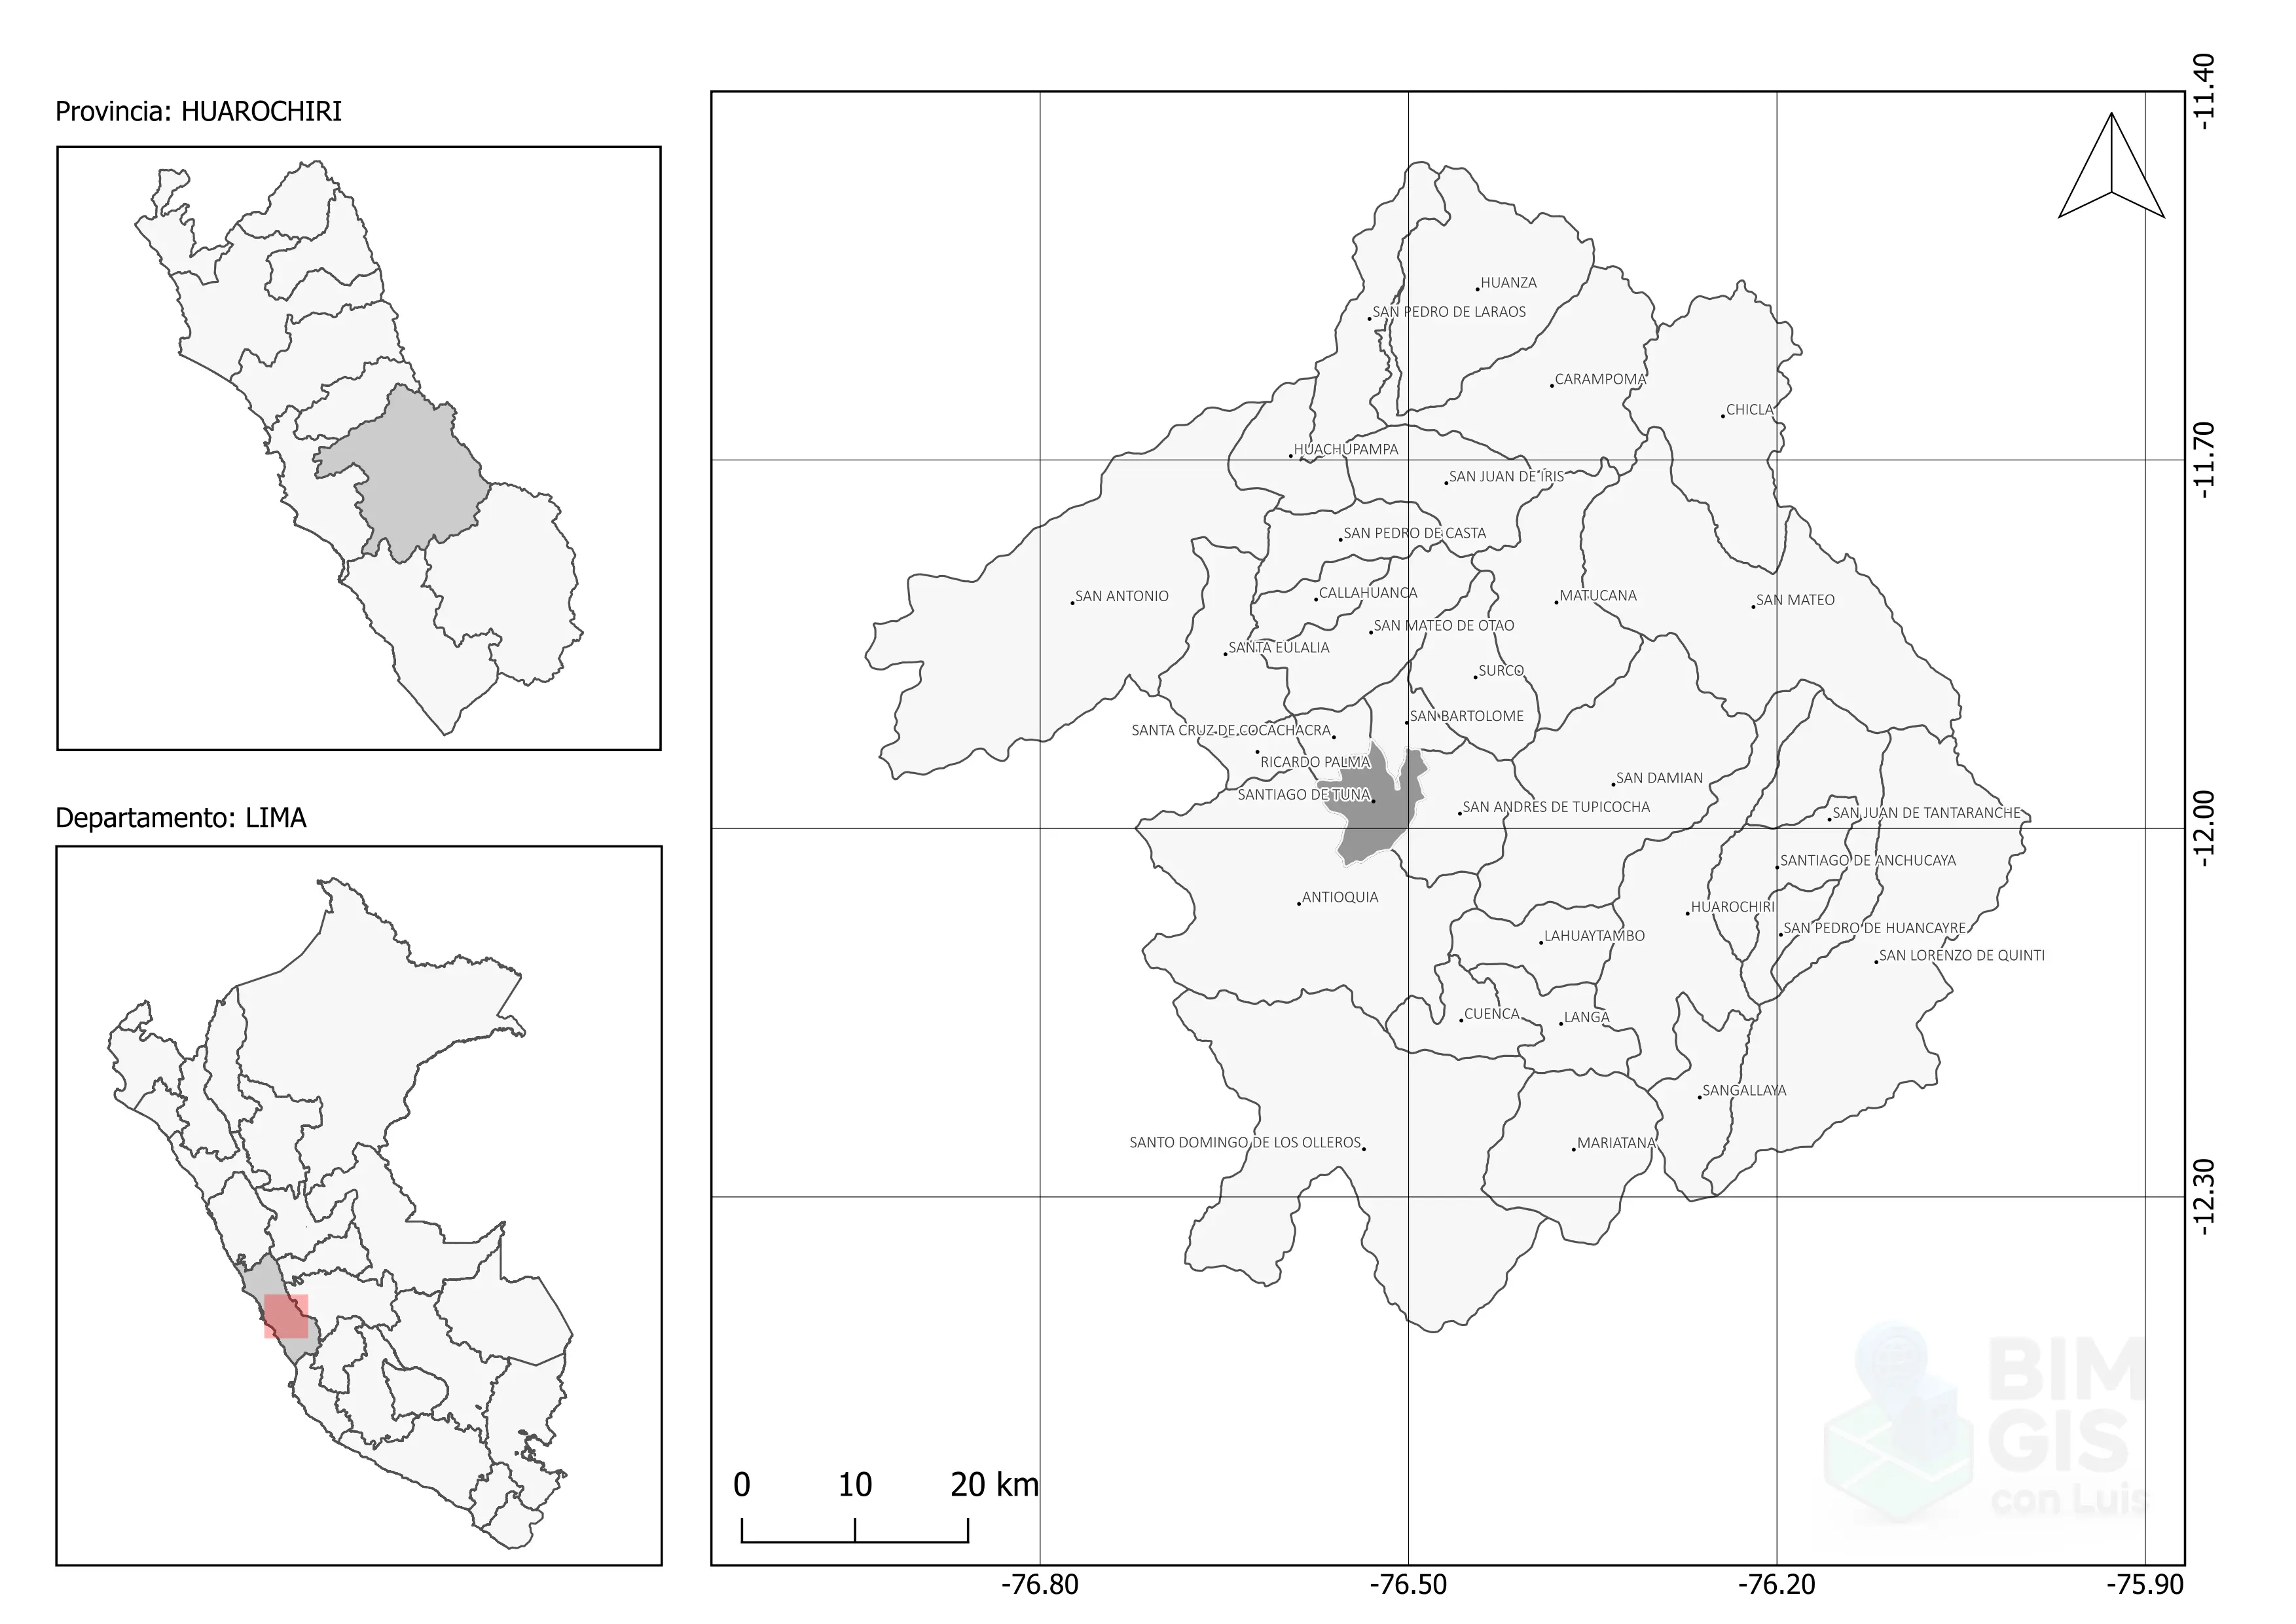 Provincia: HUAROCHIRI
Departamento: LIMA
HUANZA
SAN PEDRO DE LARAOS
CARAMPOMA
CHICLA
HUACHUPAMPA
SAN JUAN DE IRIS
SAN PEDRO DE CASTA
SAN ANTONIO
CALLAHUANCA
MATUCANA
SAN MATEO
SAN MATEO DE OTAO
SANTA EULALIA
SURCO
SAN BARTOLOME
SANTA CRUZ DE COCACHACRA
RICARDO PALMA
SAN DAMIAN
SANTIAGO DE TUNA
SAN ANDRES DE TUPICOCHA
SAN JUAN DE TANTARANCHE
SANTIAGO DE ANCHUCAYA
ANTIOQUIA
HUAROCHIRI
SAN PEDRO DE HUANCAYRE
LAHUAYTAMBO
SAN LORENZO DE QUINTI
CUENCA
LANGA
SANGALLAYA
SANTO DOMINGO DE LOS OLLEROS
MARIATANA
-11.40
-11.70
-12.00
-12.30
0 10 20 km
-76.80 -76.50 -76.20 -75.90
BIM
GIS
con Luis